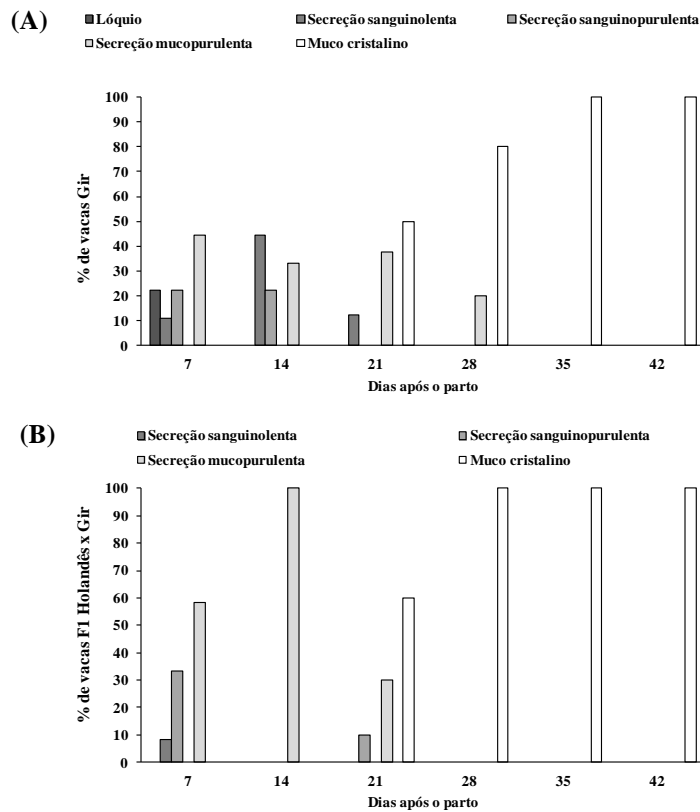 (A)
Lóquio Secreção sanguinolenta Secreção sanguinopurulenta
Secreção mucopurulenta Muco cristalino
100
90
80
70
60
50
40
30
20
10
0
% de vacas Gir
7 14 21 28 35 42
Dias após o parto
(B)
Secreção sanguinolenta Secreção sanguinopurulenta
Secreção mucopurulenta Muco cristalino
100
90
80
70
60
50
40
30
20
10
0
% de vacas F1 Holandês x Gir
7 14 21 28 35 42
Dias após o parto